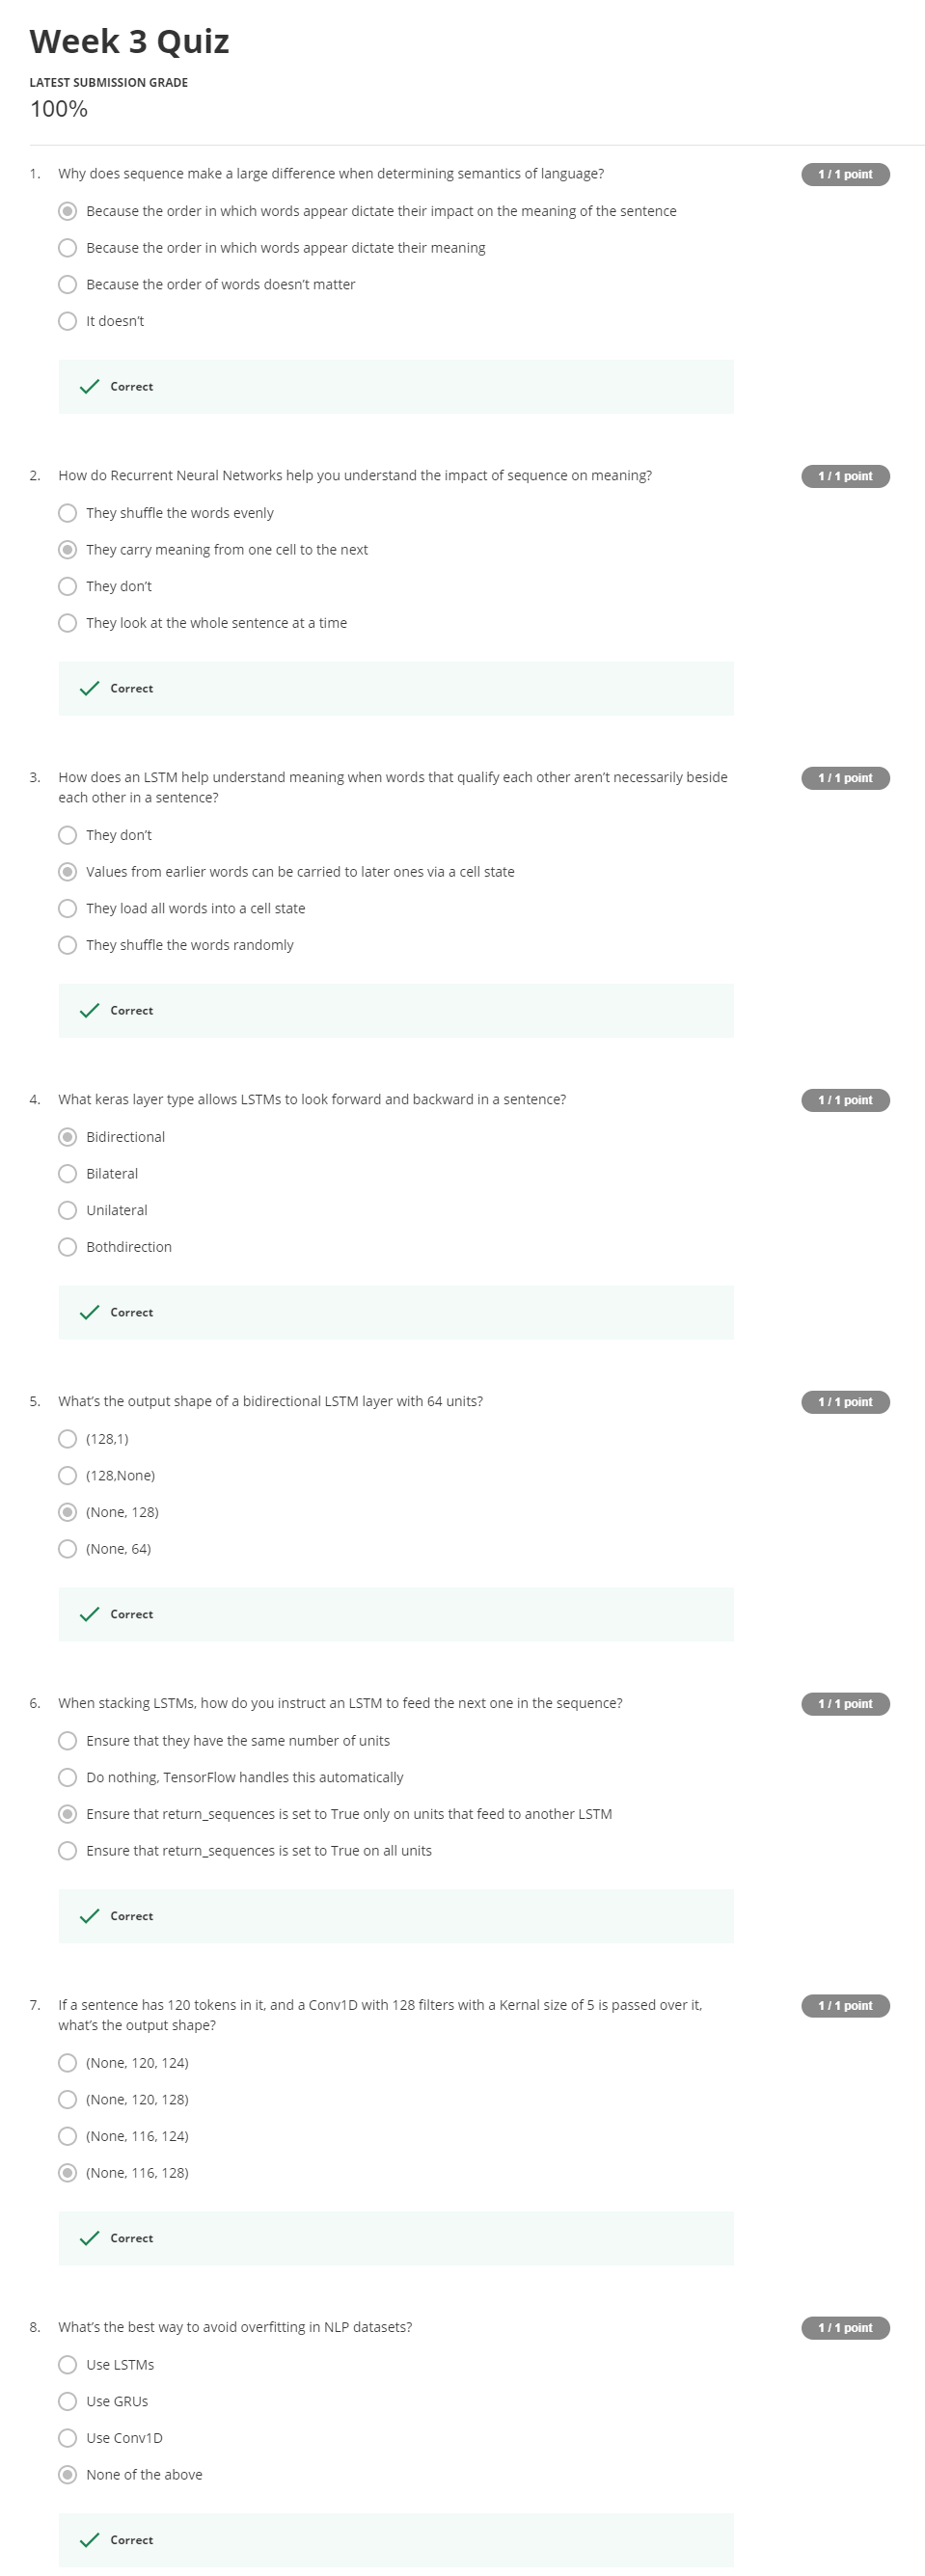 Week 3 Quiz
LATEST SUBMISSION GRADE
100%
1. Why does sequence make a large difference when determining semantics of language?
1 / 1 point
Because the order in which words appear dictate their impact on the meaning of the sentence
Because the order in which words appear dictate their meaning
Because the order of words doesn't matter
It doesn't
Correct
2. How do Recurrent Neural Networks help you understand the impact of sequence on meaning?
1 / 1 point
They shuffle the words evenly
They carry meaning from one cell to the next
They don't
They look at the whole sentence at a time
Correct
3. How does an LSTM help understand meaning when words that qualify each other aren't necessarily beside
each other in a sentence?
1 / 1 point
They don't
Values from earlier words can be carried to later ones via a cell state
They load all words into a cell state
They shuffle the words randomly
Correct
4. What keras layer type allows LSTMs to look forward and backward in a sentence?
1 / 1 point
Bidirectional
Bilateral
Unilateral
Bothdirection
Correct
5. What's the output shape of a bidirectional LSTM layer with 64 units?
1 / 1 point
(128,1)
(128,None)
(None, 128)
(None, 64)
Correct
6. When stacking LSTMs, how do you instruct an LSTM to feed the next one in the sequence?
1 / 1 point
Ensure that they have the same number of units
Do nothing, TensorFlow handles this automatically
Ensure that return_sequences is set to True only on units that feed to another LSTM
Ensure that return_sequences is set to True on all units
Correct
7. If a sentence has 120 tokens in it, and a Conv1D with 128 filters with a Kernal size of 5 is passed over it,
what's the output shape?
1 / 1 point
(None, 120, 124)
(None, 120, 128)
(None, 116, 124)
(None, 116, 128)
Correct
8. What's the best way to avoid overfitting in NLP datasets?
1 / 1 point
Use LSTMs
Use GRUs
Use Conv1D
None of the above
Correct